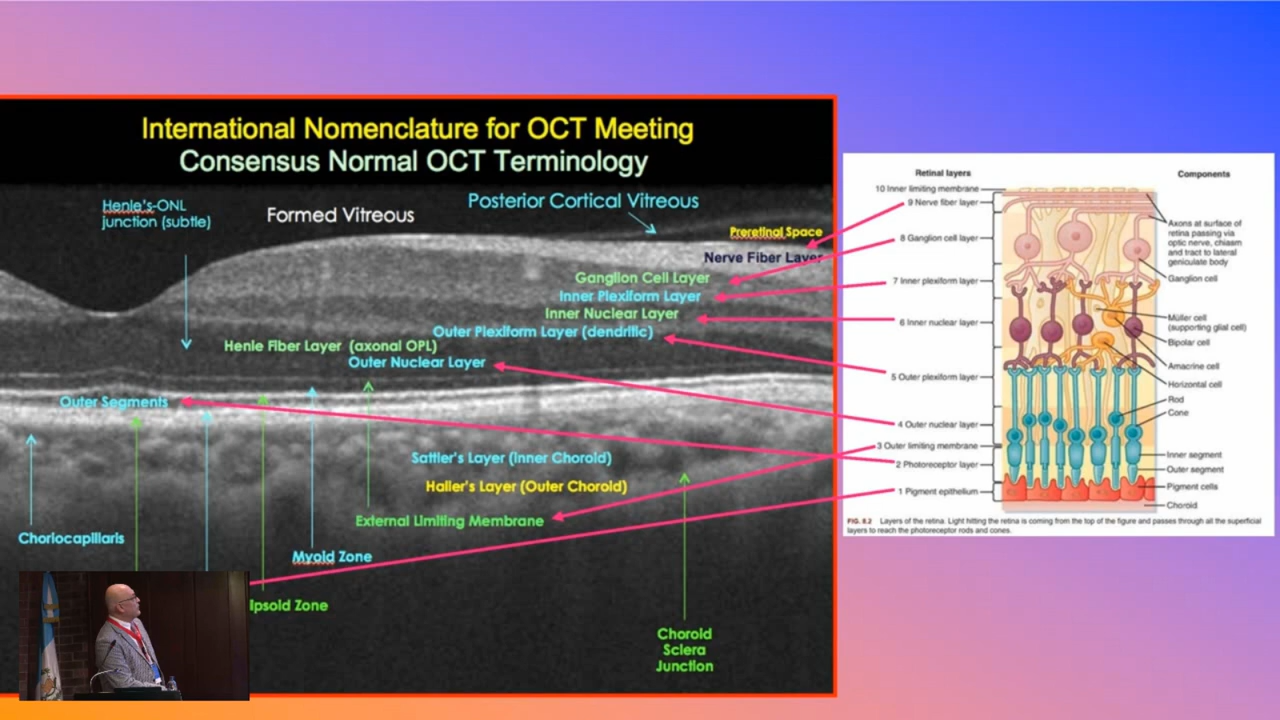 International Nomenclature for OCT Meeting
Consensus Normal OCT Terminology
Henle's-ONL
junction (subtle)
Formed Vitreous
Posterior Cortical Vitreous
Preretinal Space
Nerve Fiber Layer
Ganglion Cell Layer
Inner Plexiform Layer
Inner Nuclear Layer
Outer Plexiform Layer (dendritic)
Henle Fiber Layer (axonal OPL)
Outer Nuclear Layer
Outer Segments
Sattler's Layer (Inner Choroid)
Haller's Layer (Outer Choroid)
External Limiting Membrane
Choriocapillaris
Myoid Zone
lipsoid Zone
Choroid
Sclera
Junction
Retinal layers
Components
10 Inner limiting membrane
9 Nerve fiber layer
8 Ganglion cell layer
7 Inner plexiform layer
6 Inner nuclear layer
5 Outer plexiform layer
4 Outer nuclear layer
3 Outer limiting membrane
2 Photoreceptor layer
1 Pigment epithelium
Axons at surface of
retina passing via
optic nerve, chiasm
and tract to lateral
geniculate body
Ganglion cell
Müller cell
(supporting glial cell)
Bipolar cell
Amacrine cell
Horizontal cell
Rod
Cone
Inner segment
Outer segment
Pigment cells
Choroid
FIG. 8.2 Layers of the retina. Light hitting the retina is coming from the top of the figure and passes through all the superficial
layers to reach the photoreceptor rods and cones.